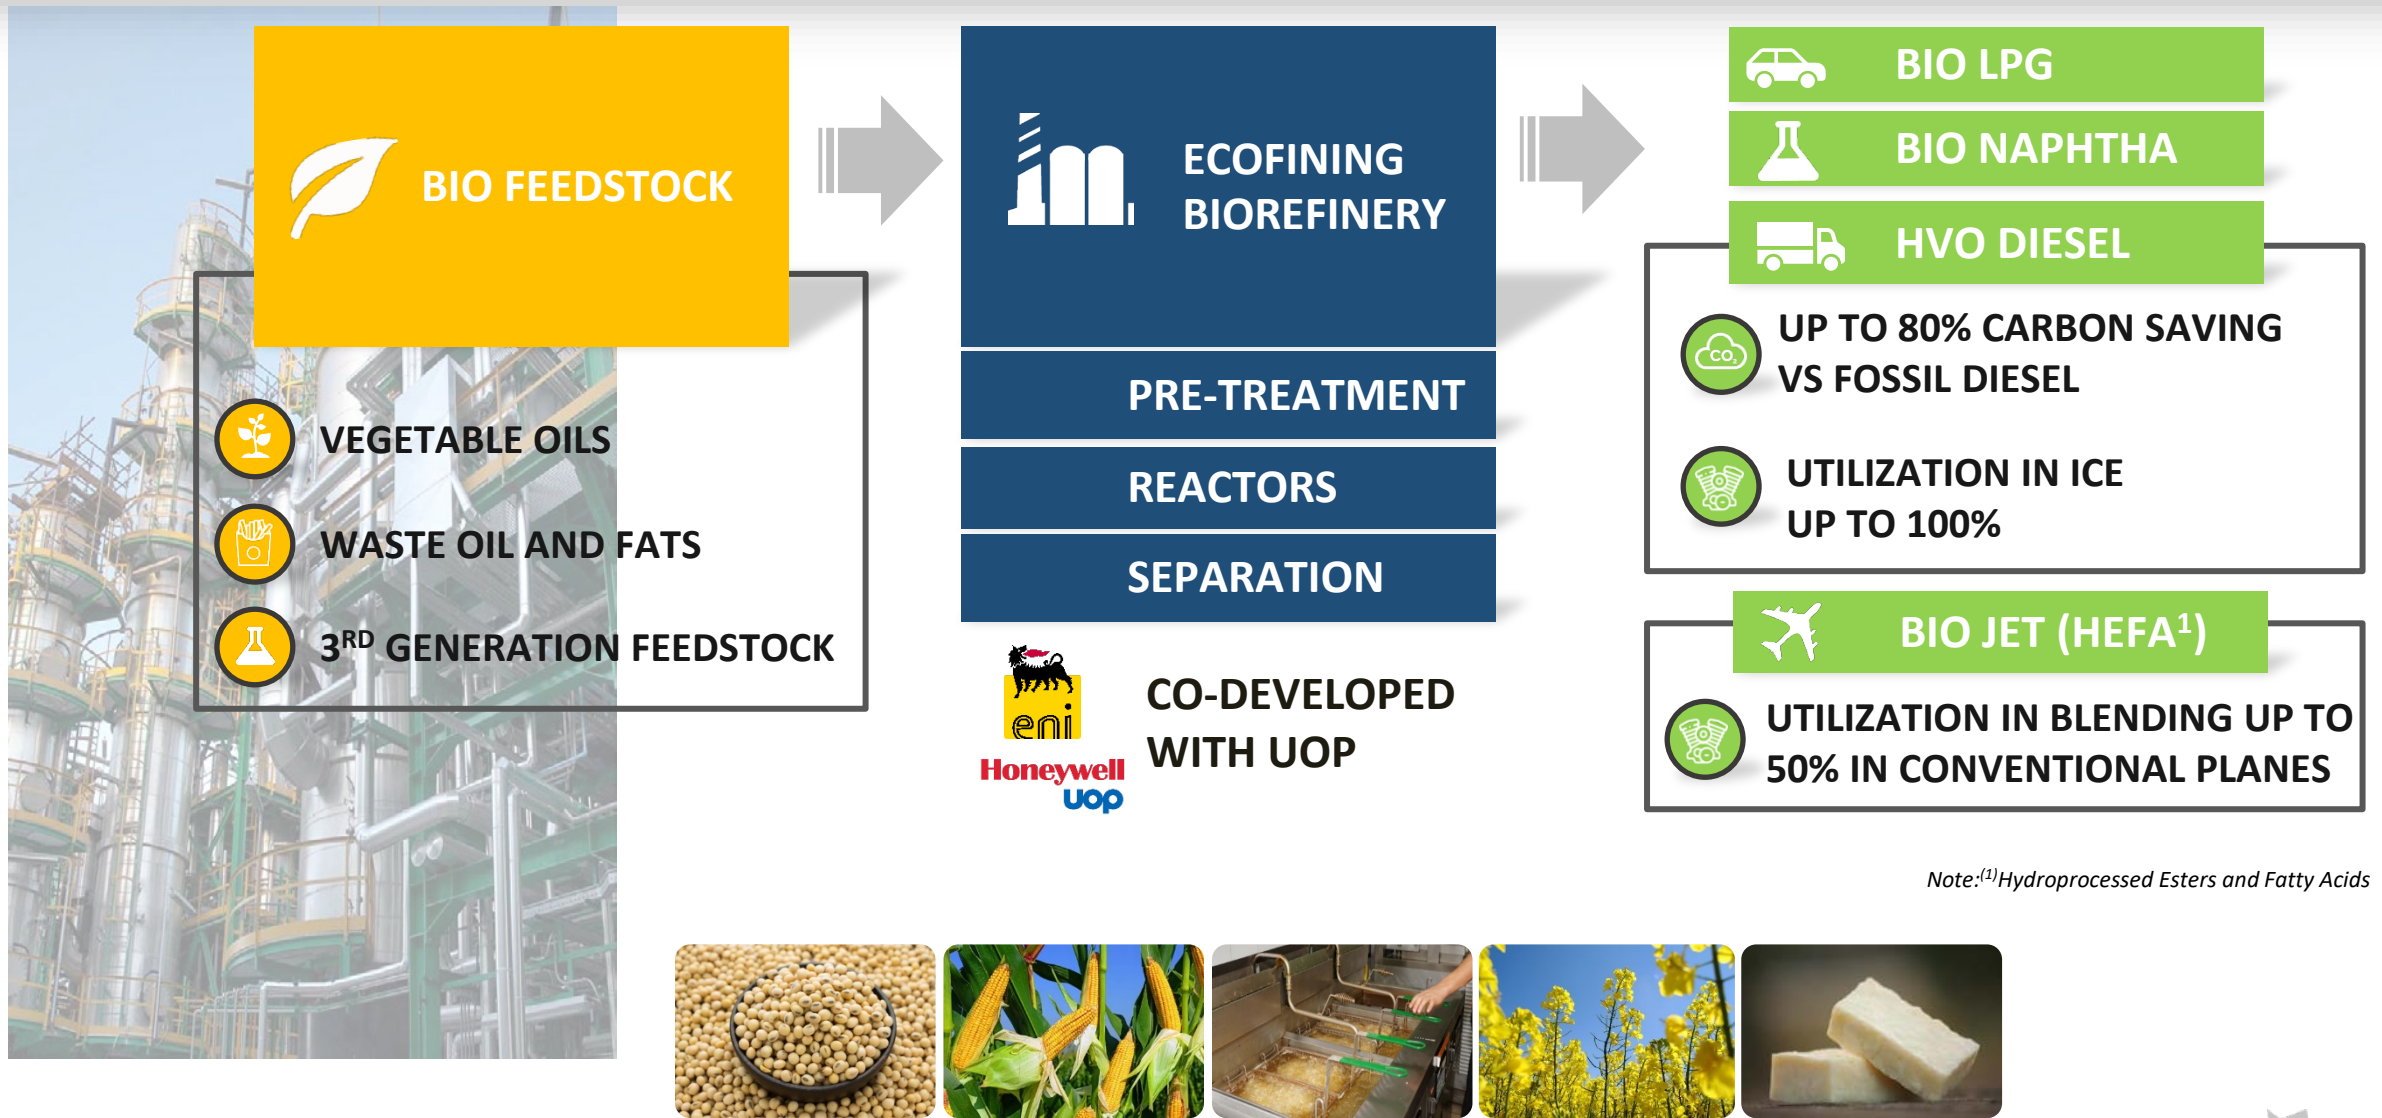 BIO FEEDSTOCK
VEGETABLE OILS
WASTE OIL AND FATS
3RD GENERATION FEEDSTOCK
ECOFINING
BIOREFINERY
PRE-TREATMENT
REACTORS
SEPARATION
eni
Honeywell
UOP
CO-DEVELOPED
WITH UOP
BIO LPG
BIO NAPHTHA
HVO DIESEL
CO₂
UP TO 80% CARBON SAVING
VS FOSSIL DIESEL
UTILIZATION IN ICE
UP TO 100%
BIO JET (HEFA¹)
UTILIZATION IN BLENDING UP TO
50% IN CONVENTIONAL PLANES
Note:⁽¹⁾Hydroprocessed Esters and Fatty Acids